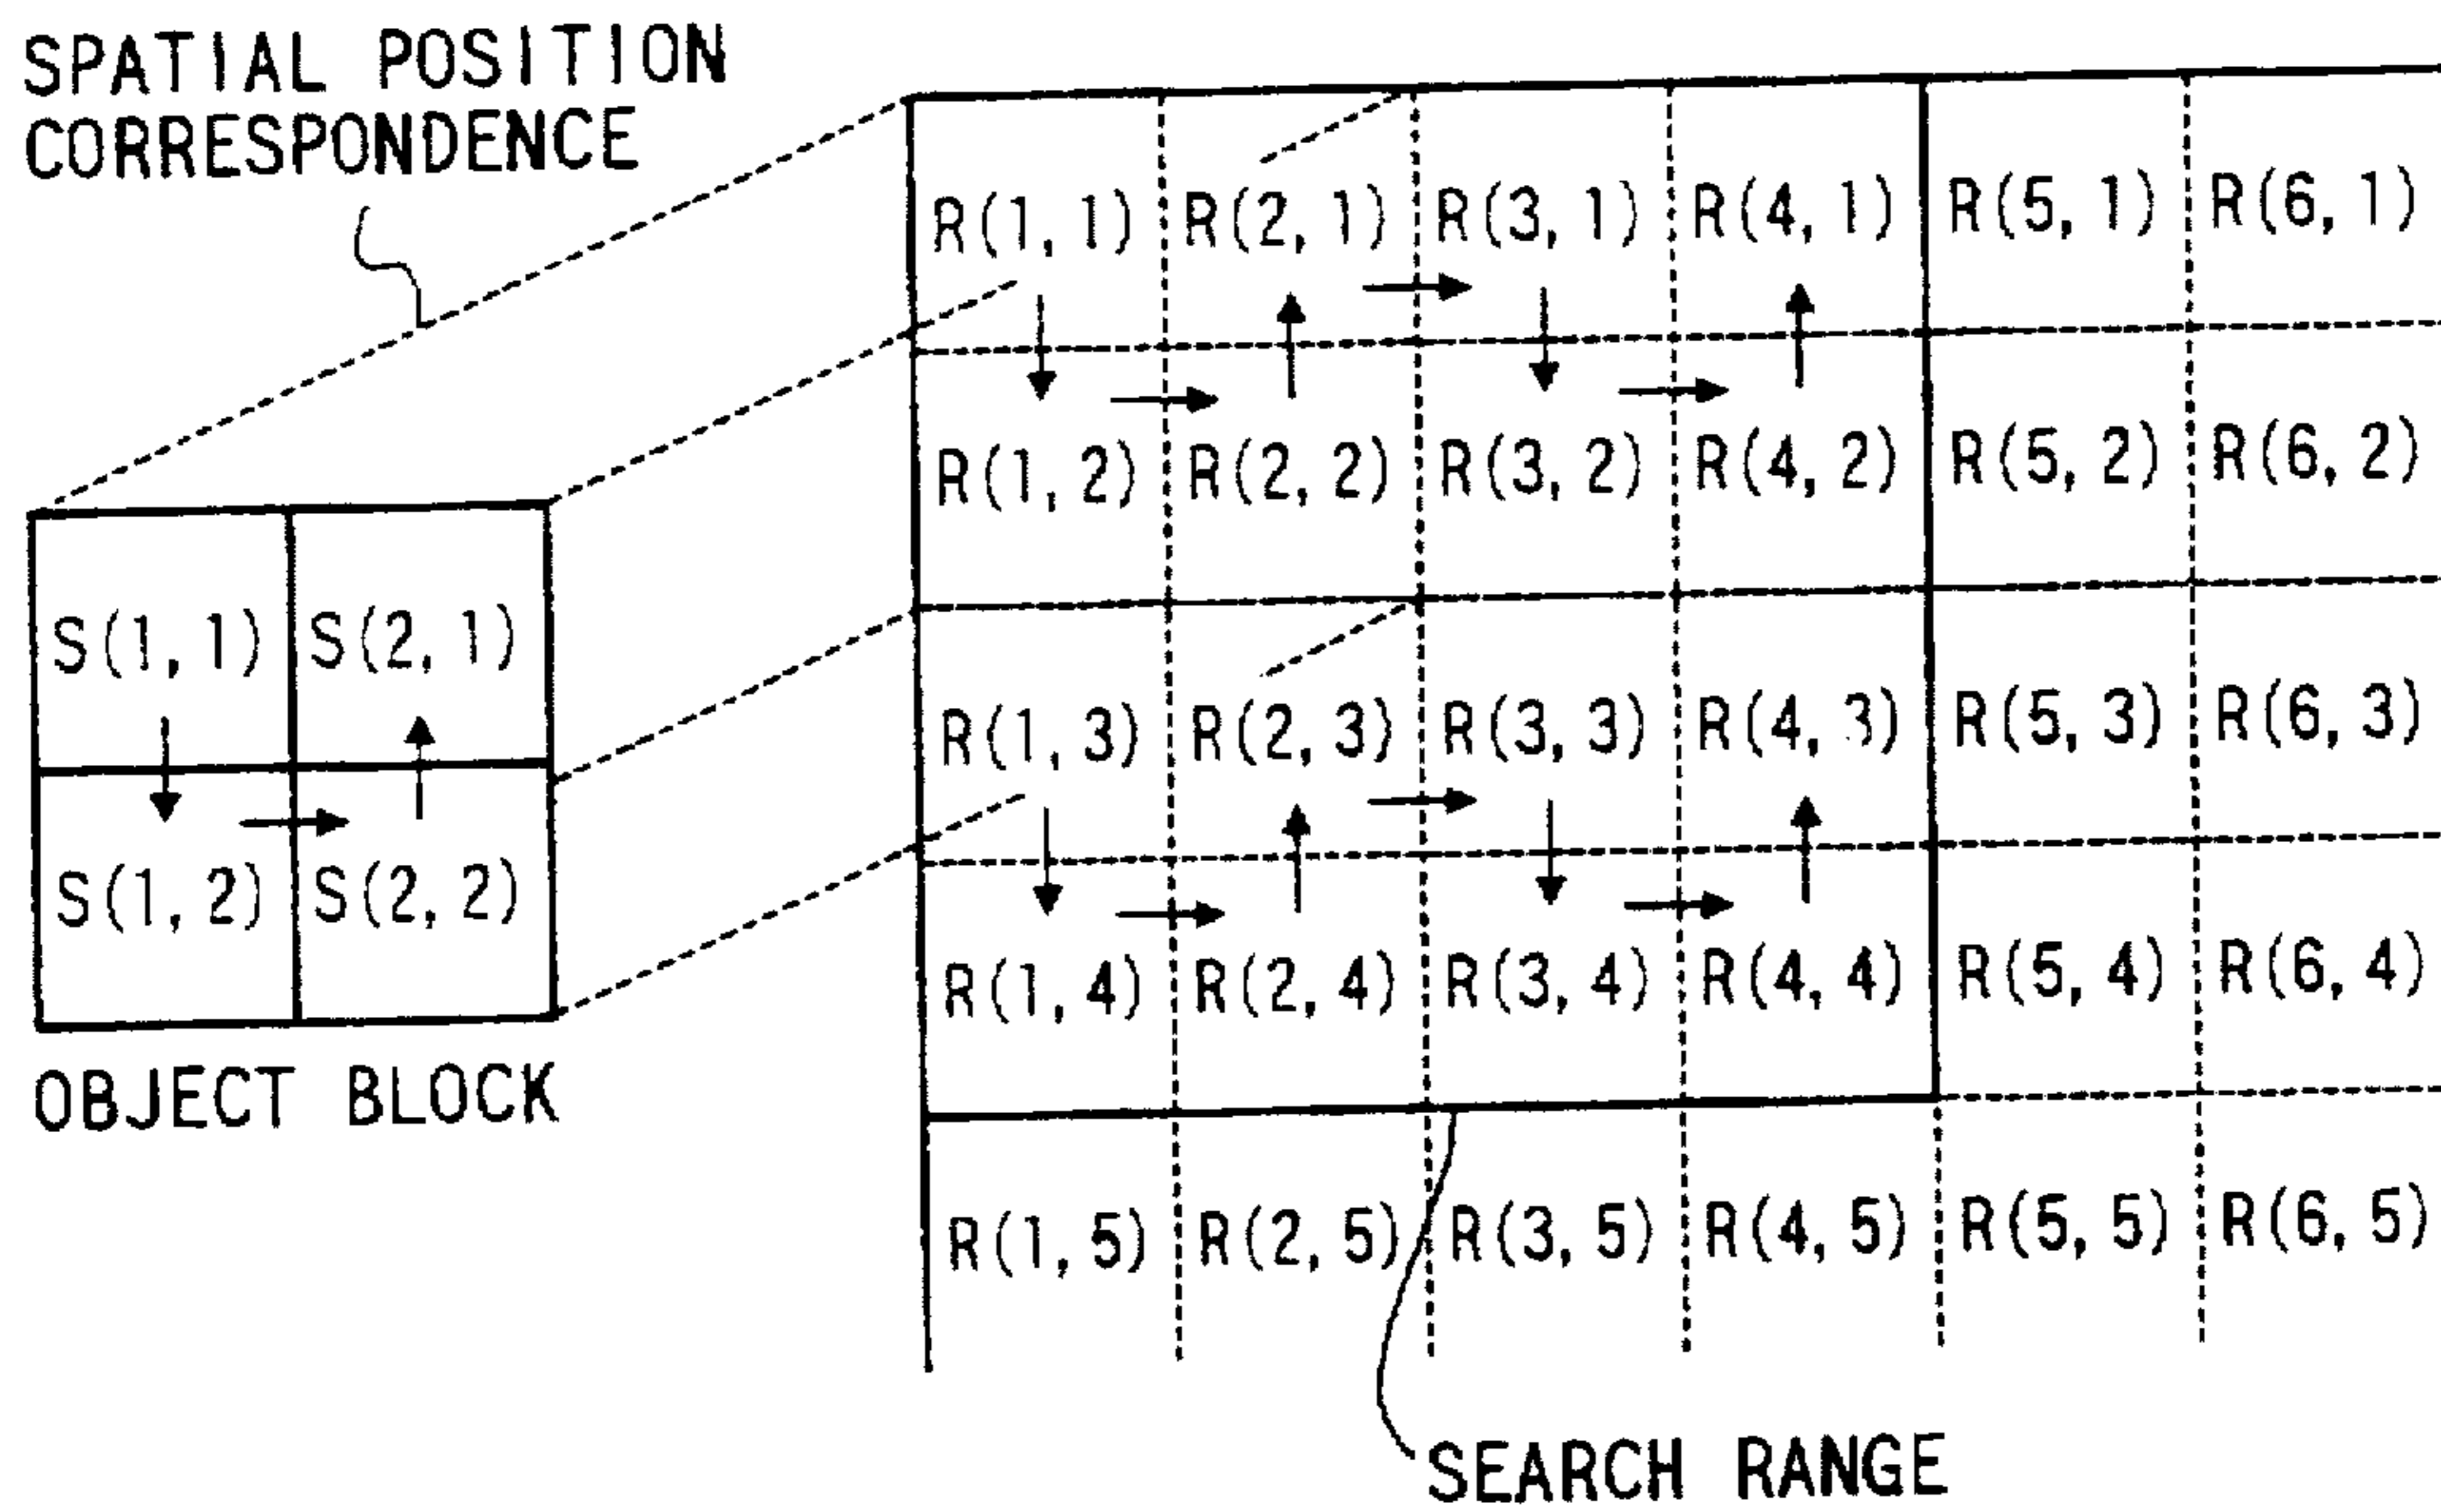 SPATIAL POSITION
CORRESPONDENCE
R(1, 1) R(2, 1) R(3, 1) R(4, 1) R(5, 1) R(6, 1)
R(1, 2) R(2, 2) R(3, 2) R(4, 2) R(5, 2) R(6, 2)
S(1, 1) S(2, 1)
R(1, 3) R(2, 3) R(3, 3) R(4, 3) R(5, 3) R(6, 3)
S(1, 2) S(2, 2)
R(1, 4) R(2, 4) R(3, 4) R(4, 4) R(5, 4) R(6, 4)
OBJECT BLOCK
R(1, 5) R(2, 5) R(3, 5) R(4, 5) R(5, 5) R(6, 5)
SEARCH RANGE